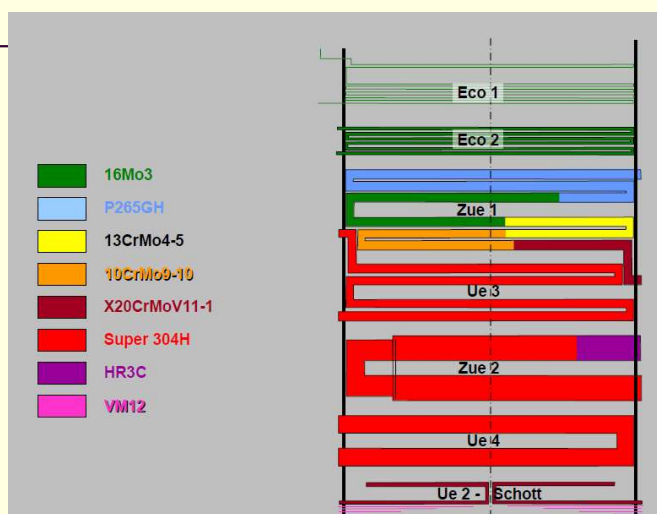 Eco 1
Eco 2
16Mo3
P265GH
Zue 1
13CrMo4-5
10CrMo9-10
Ue 3
X20CrMoV11-1
Super 304H
Zue 2
HR3C
VM12
Ue 4
Ue 2 - Schott